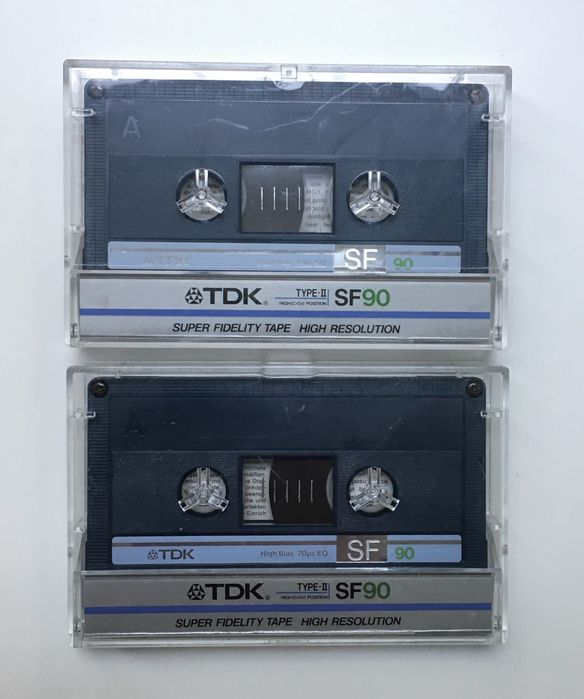 A
SF 90
TDK® TYPE-II HIGH(CrO₂) POSITION SF90
SUPER FIDELITY TAPE HIGH RESOLUTION
A
höchste
TDK High Bias 70μs EQ SF 90
TDK® TYPE-II HIGH(CrO₂) POSITION SF90
SUPER FIDELITY TAPE HIGH RESOLUTION